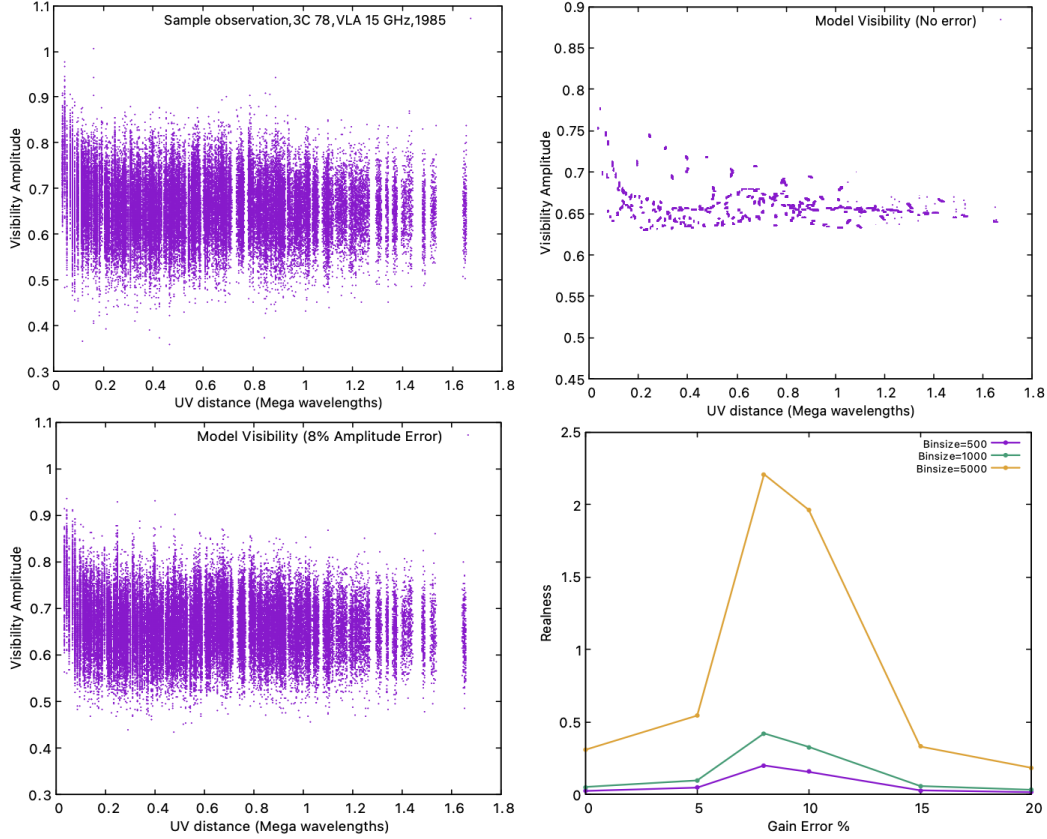 1.1
1
0.9
0.8
0.7
0.6
0.5
0.4
0.3
Visibility Amplitude
Sample observation,3C 78,VLA 15 GHz,1985
0 0.2 0.4 0.6 0.8 1 1.2 1.4 1.6 1.8
UV distance (Mega wavelengths)
0.9
0.85
0.8
0.75
0.7
0.65
0.6
0.55
0.5
0.45
Visibility Amplitude
Model Visibility (No error)
0 0.2 0.4 0.6 0.8 1 1.2 1.4 1.6 1.8
UV distance (Mega wavelengths)
1.1
1
0.9
0.8
0.7
0.6
0.5
0.4
0.3
Visibility Amplitude
Model Visibility (8% Amplitude Error)
0 0.2 0.4 0.6 0.8 1 1.2 1.4 1.6 1.8
UV distance (Mega wavelengths)
2.5
2
1.5
1
0.5
0
Realness
Binsize=500
Binsize=1000
Binsize=5000
0 5 10 15 20
Gain Error %